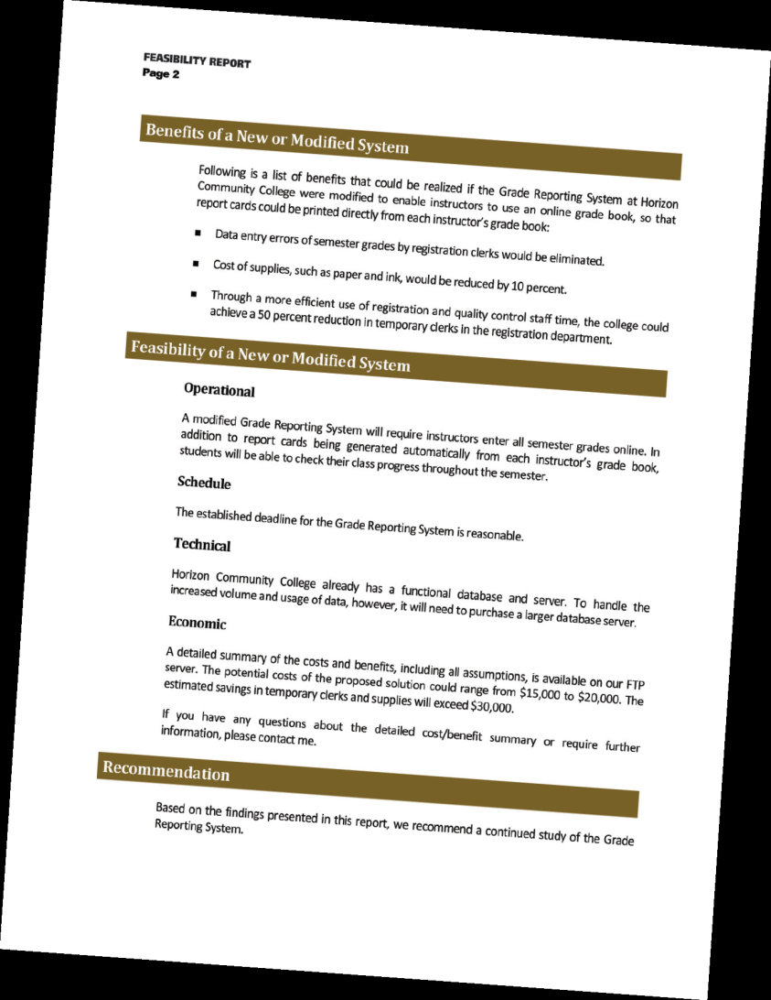 FEASIBILITY REPORT
Page 2
Benefits of a New or Modified System
Following is a list of benefits that could be realized if the Grade Reporting System at Horizon
Community College were modified to enable instructors to use an online grade book, so that
report cards could be printed directly from each instructor's grade book:
■ Data entry errors of semester grades by registration clerks would be eliminated.
■ Cost of supplies, such as paper and ink, would be reduced by 10 percent.
■ Through a more efficient use of registration and quality control staff time, the college could
achieve a 50 percent reduction in temporary clerks in the registration department.
Feasibility of a New or Modified System
Operational
A modified Grade Reporting System will require instructors enter all semester grades online. In
addition to report cards being generated automatically from each instructor's grade book,
students will be able to check their class progress throughout the semester.
Schedule
The established deadline for the Grade Reporting System is reasonable.
Technical
Horizon Community College already has a functional database and server. To handle the
increased volume and usage of data, however, it will need to purchase a larger database server.
Economic
A detailed summary of the costs and benefits, including all assumptions, is available on our FTP
server. The potential costs of the proposed solution could range from $15,000 to $20,000. The
estimated savings in temporary clerks and supplies will exceed $30,000.
If you have any questions about the detailed cost/benefit summary or require further
information, please contact me.
Recommendation
Based on the findings presented in this report, we recommend a continued study of the Grade
Reporting System.